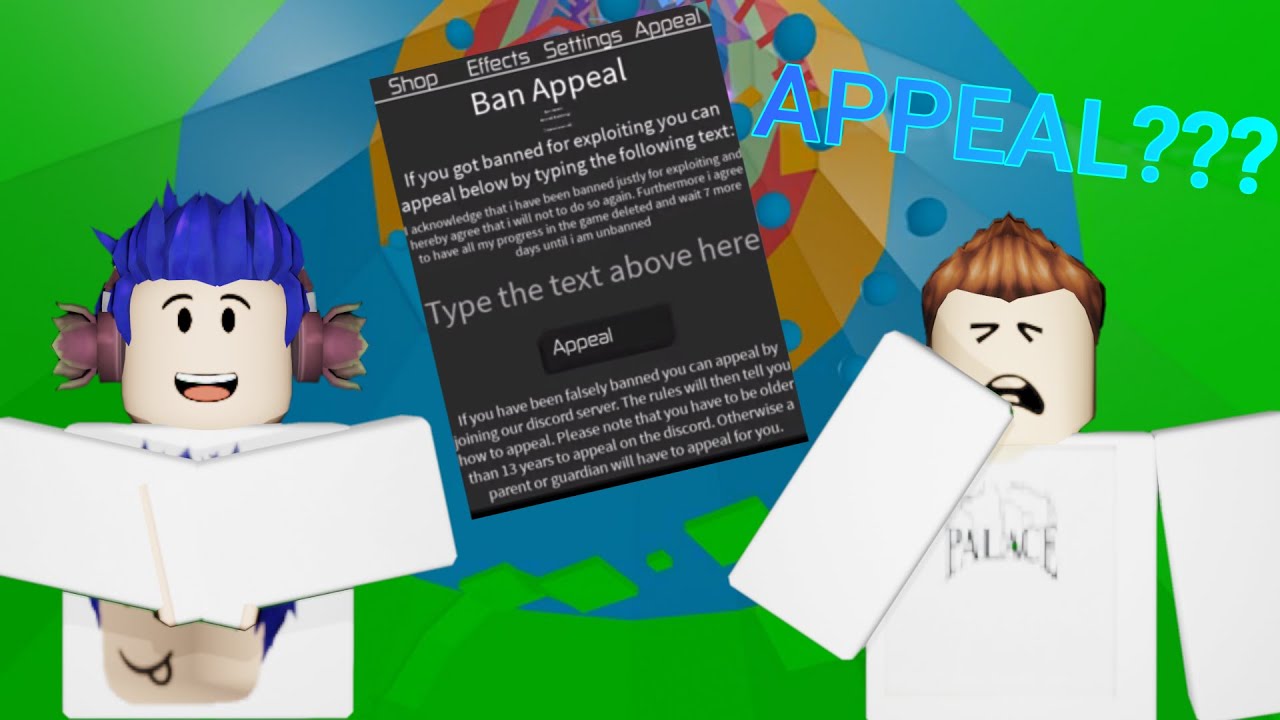 Shop Effects Settings Appeal
Ban Appeal
If you got banned for exploiting you can
appeal below by typing the following text:
I acknowledge that i have been banned justly for exploiting and
hereby agree that i will not to do so again. Furthermore i agree
to have all my progress in the game deleted and wait 7 more
days until i am unbanned
Type the text above here
Appeal
If you have been falsely banned you can appeal by
joining our discord server. The rules will then tell you
how to appeal. Please note that you have to be older
than 13 years to appeal on the discord. Otherwise a
parent or guardian will have to appeal for you.
APPEAL???
PALACE